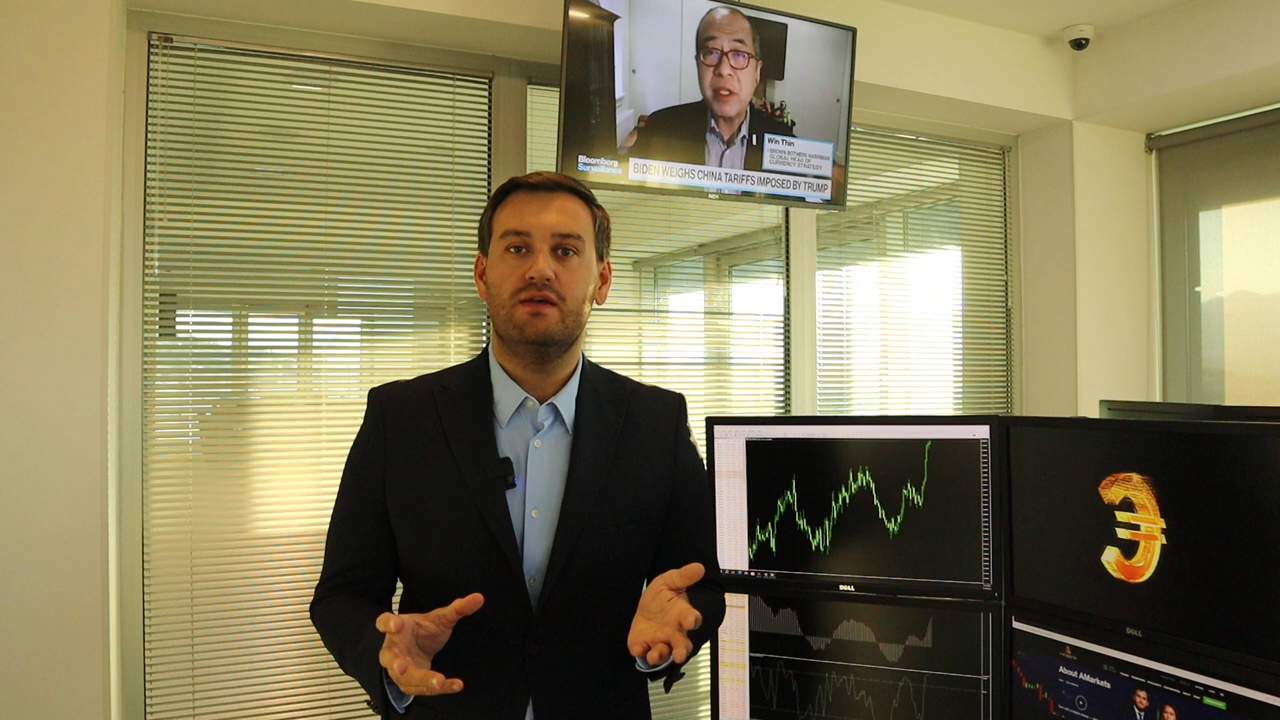 Win Thin
BROWN BROTHERS HARRIMAN
GLOBAL HEAD OF
CURRENCY STRATEGY
Bloomberg
Surveillance
BIDEN WEIGHS CHINA TARIFFS IMPOSED BY TRUMP
DELL
DELL
About AMarkets